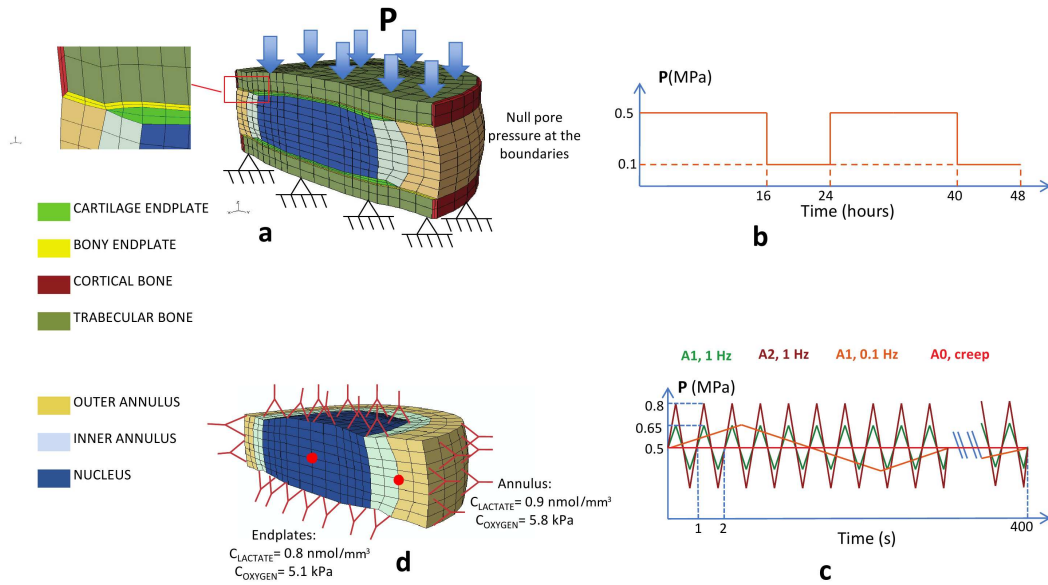 P
Null pore
pressure at the
boundaries
a
CARTILAGE ENDPLATE
BONY ENDPLATE
CORTICAL BONE
TRABECULAR BONE
P(MPa)
0.5
0.1
16
24
40
48
Time (hours)
b
OUTER ANNULUS
INNER ANNULUS
NUCLEUS
Annulus:
CLACTATE= 0.9 nmol/mm³
COXYGEN= 5.8 kPa
Endplates:
CLACTATE= 0.8 nmol/mm³
COXYGEN= 5.1 kPa
d
A1, 1 Hz
A2, 1 Hz
A1, 0.1 Hz
A0, creep
P (MPa)
0.8
0.65
0.5
1
2
400
Time (s)
c